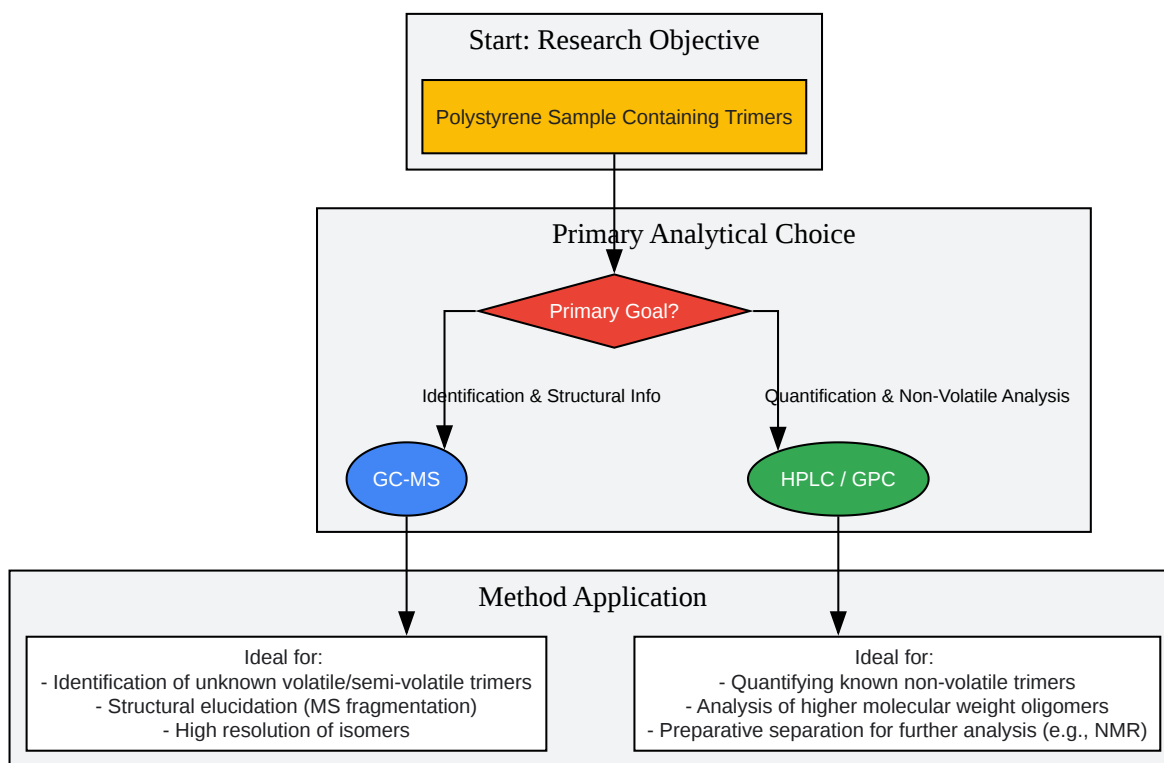 Start: Research Objective
Polystyrene Sample Containing Trimers
Primary Analytical Choice
Primary Goal?
Identification & Structural Info
Quantification & Non-Volatile Analysis
GC-MS
HPLC / GPC
Method Application
Ideal for:
- Identification of unknown volatile/semi-volatile trimers
- Structural elucidation (MS fragmentation)
- High resolution of isomers
Ideal for:
- Quantifying known non-volatile trimers
- Analysis of higher molecular weight oligomers
- Preparative separation for further analysis (e.g., NMR)